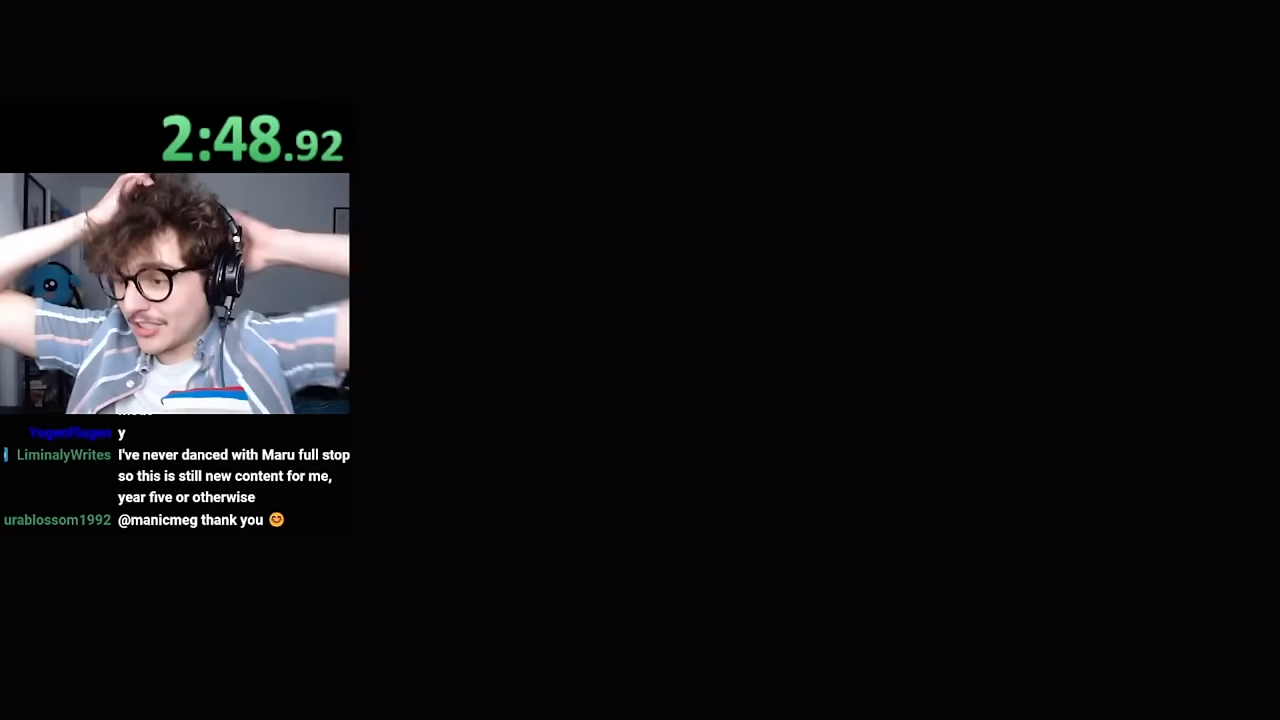 2:48.92
YogenFlugen y
LiminalyWrites I've never danced with Maru full stop
so this is still new content for me,
year five or otherwise
urablossom1992 @manicmeg thank you 😊